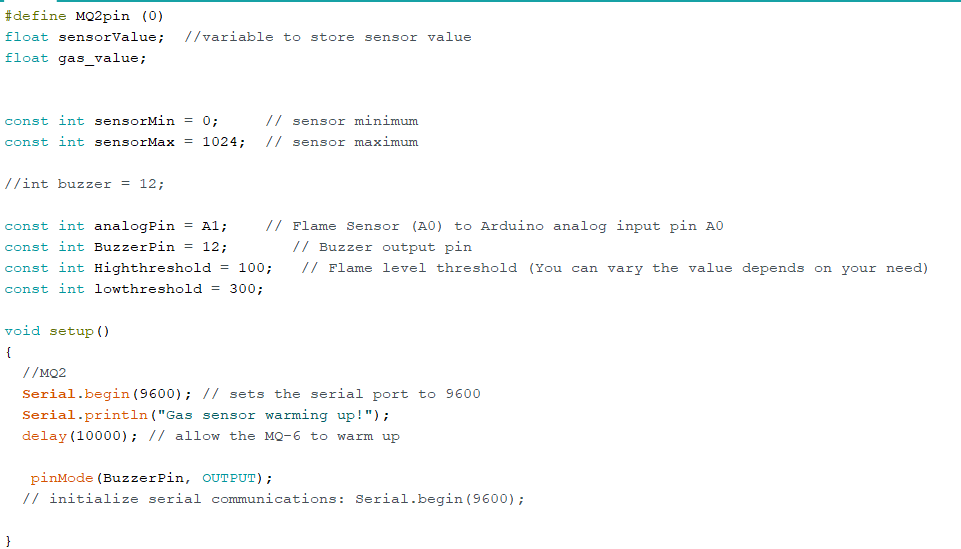 #define MQ2pin (0)
float sensorValue;  //variable to store sensor value
float gas_value;
const int sensorMin = 0;     // sensor minimum
const int sensorMax = 1024;  // sensor maximum
//int buzzer = 12;
const int analogPin = A1;    // Flame Sensor (A0) to Arduino analog input pin A0
const int BuzzerPin = 12;       // Buzzer output pin
const int Highthreshold = 100;   // Flame level threshold (You can vary the value depends on your need)
const int lowthreshold = 300;
void setup()
{
  //MQ2
  Serial.begin(9600); // sets the serial port to 9600
  Serial.println("Gas sensor warming up!");
  delay(10000); // allow the MQ-6 to warm up
   pinMode(BuzzerPin, OUTPUT);
  // initialize serial communications: Serial.begin(9600);
}